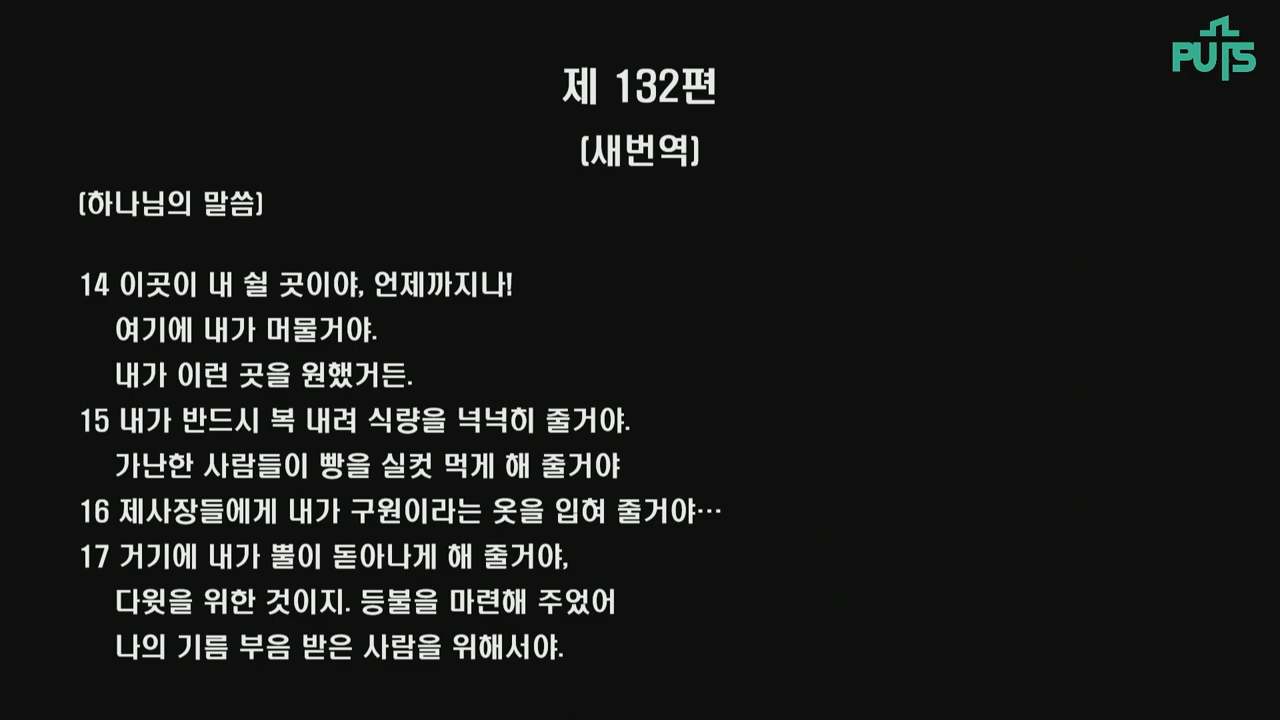 PUTS
제 132편
(새번역)
(하나님의 말씀)
14 이곳이 내 쉴 곳이야, 언제까지나!
여기에 내가 머물거야.
내가 이런 곳을 원했거든.
15 내가 반드시 복 내려 식량을 넉넉히 줄거야.
가난한 사람들이 빵을 실컷 먹게 해 줄거야
16 제사장들에게 내가 구원이라는 옷을 입혀 줄거야…
17 거기에 내가 뿔이 돋아나게 해 줄거야,
다윗을 위한 것이지. 등불을 마련해 주었어
나의 기름 부음 받은 사람을 위해서야.